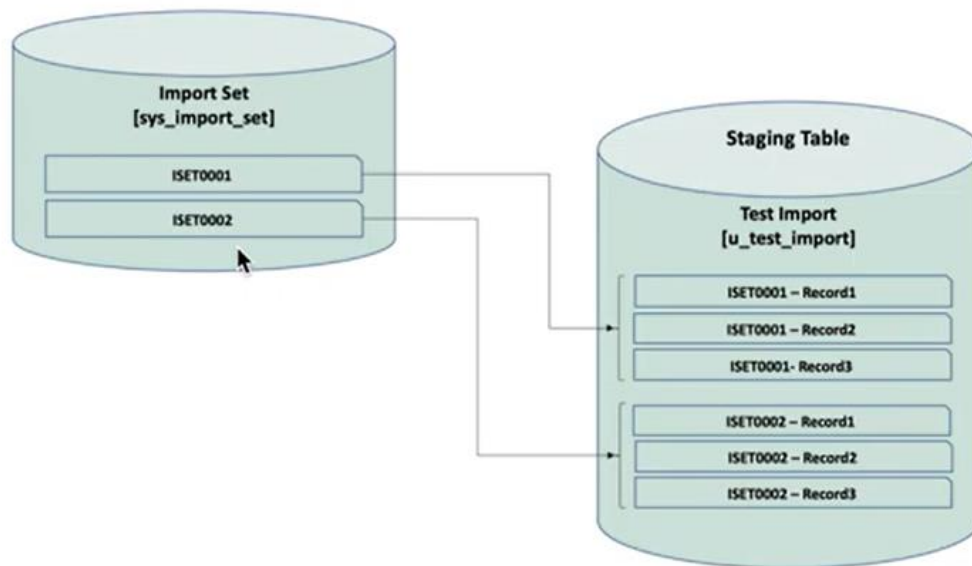 Import Set
[sys_import_set]
ISET0001
ISET0002
Staging Table
Test Import
[u_test_import]
ISET0001 – Record1
ISET0001 – Record2
ISET0001- Record3
ISET0002 – Record1
ISET0002 – Record2
ISET0002 – Record3